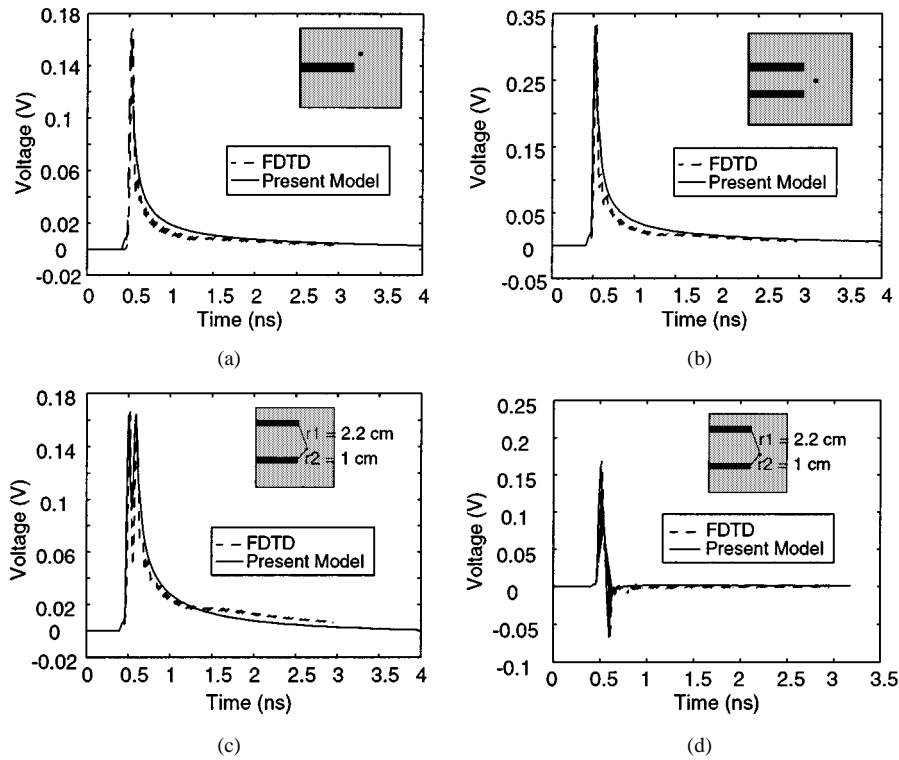 0.18
0.14
0.1
0.06
0.02
0
-0.02
Voltage (V)
FDTD
Present Model
0 0.5 1 1.5 2 2.5 3 3.5 4
Time (ns)
(a)
0.35
0.25
0.15
0.05
0
-0.05
Voltage (V)
FDTD
Present Model
0 0.5 1 1.5 2 2.5 3 3.5 4
Time (ns)
(b)
0.18
0.14
0.1
0.06
0.02
0
-0.02
Voltage (V)
r1 = 2.2 cm
r2 = 1 cm
FDTD
Present Model
0 0.5 1 1.5 2 2.5 3 3.5 4
Time (ns)
(c)
0.25
0.2
0.15
0.1
0.05
0
-0.05
-0.1
Voltage (V)
r1 = 2.2 cm
r2 = 1 cm
FDTD
Present Model
0 0.5 1 1.5 2 2.5 3 3.5
Time (ns)
(d)